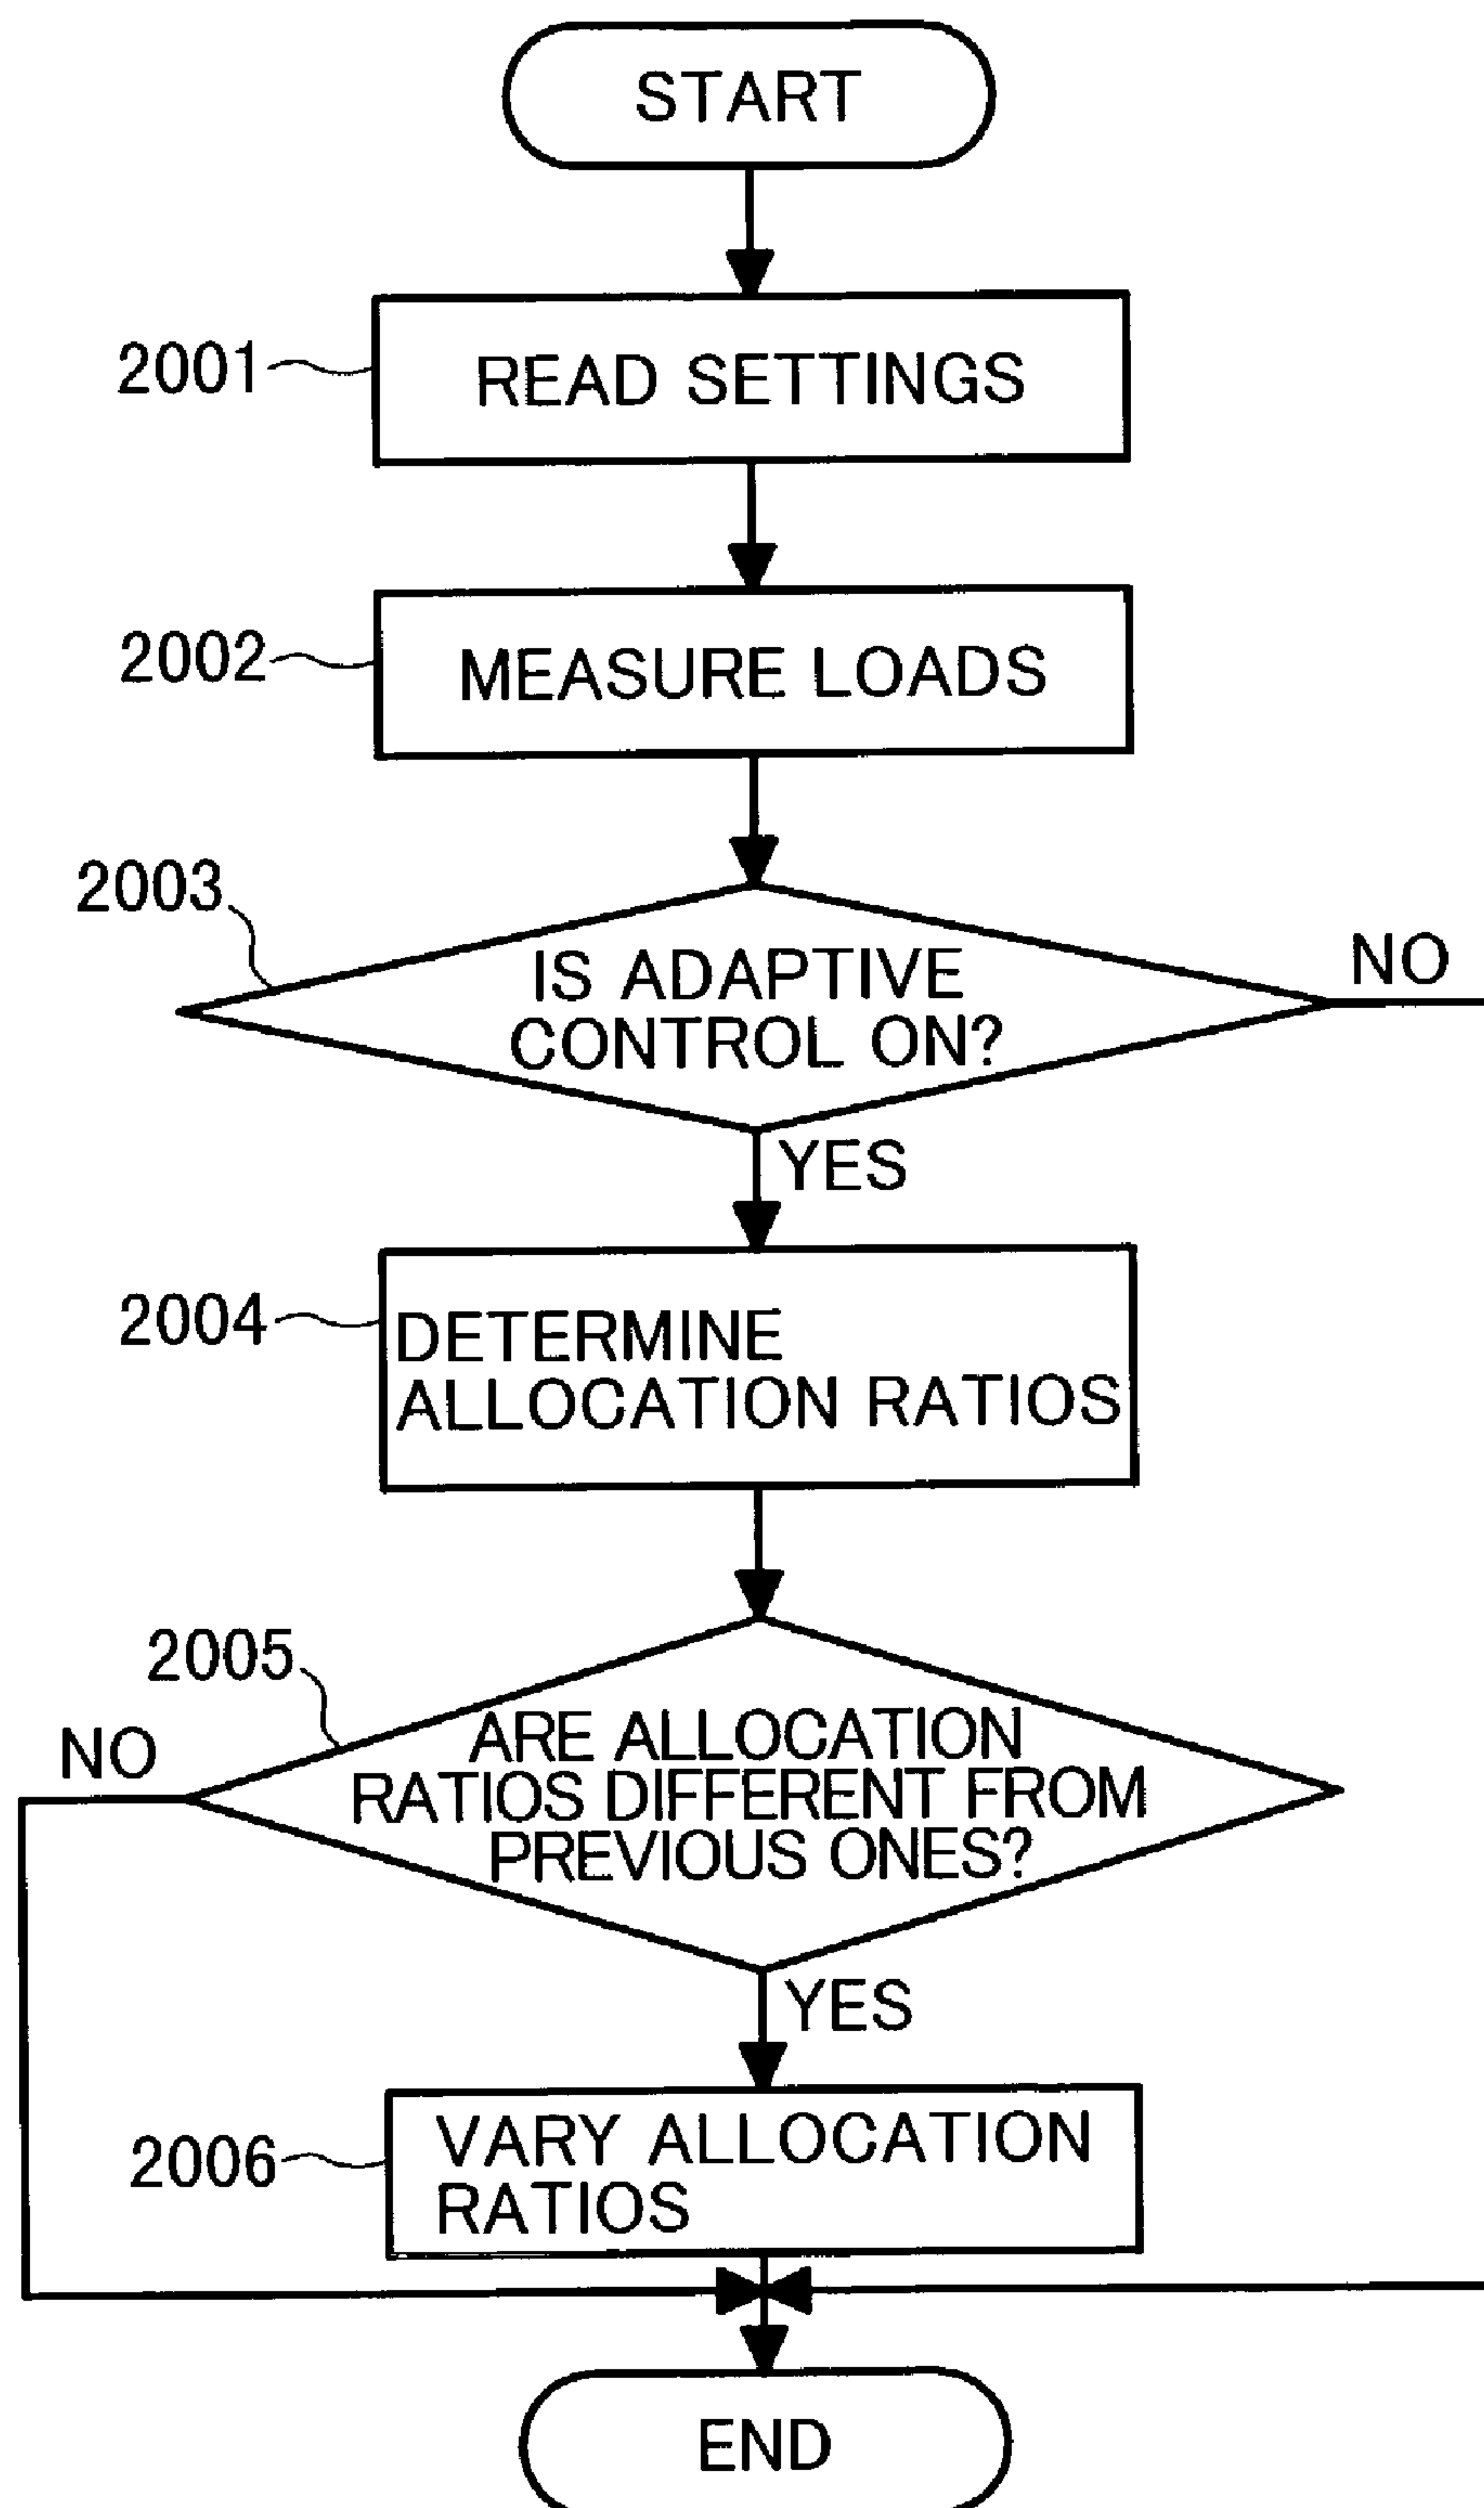 START
2001
READ SETTINGS
2002
MEASURE LOADS
2003
IS ADAPTIVE
CONTROL ON?
NO
YES
2004
DETERMINE
ALLOCATION RATIOS
2005
NO
ARE ALLOCATION
RATIOS DIFFERENT FROM
PREVIOUS ONES?
YES
2006
VARY ALLOCATION
RATIOS
END